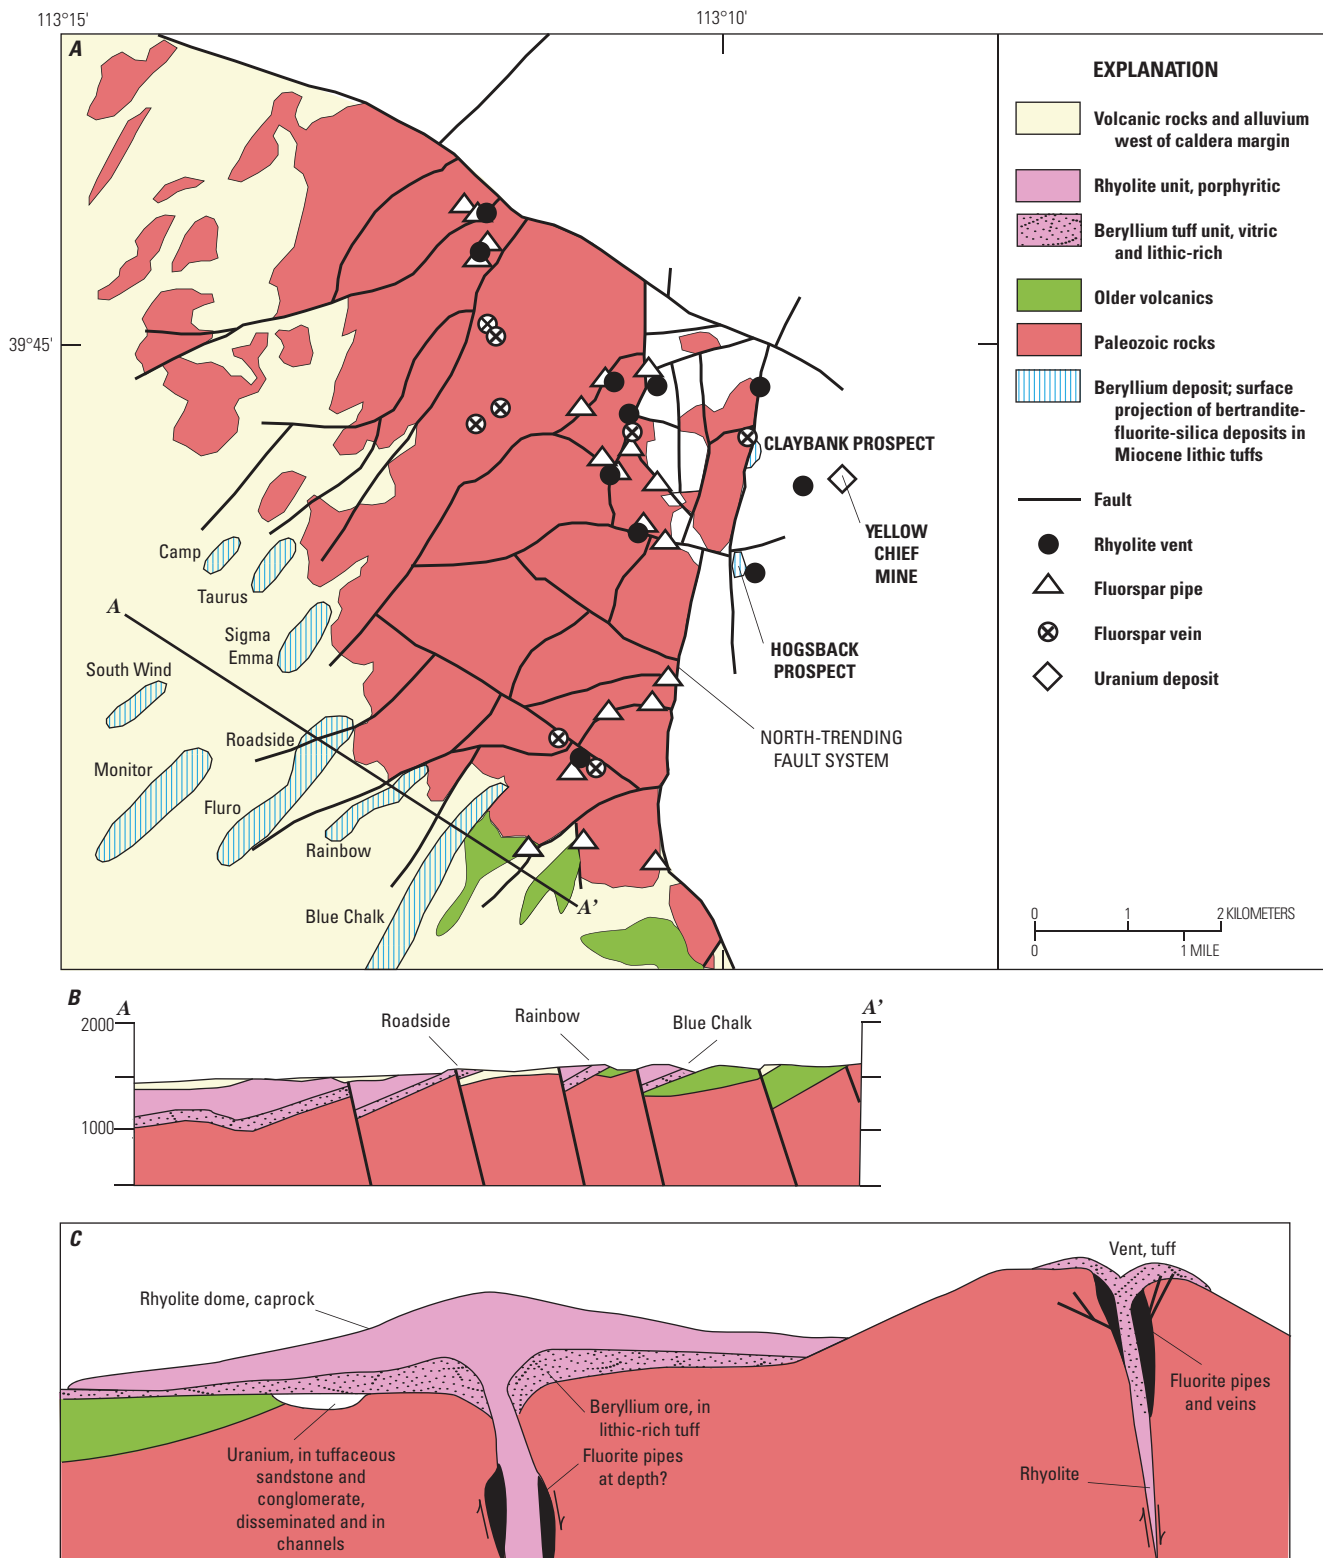 113°15'
113°10'
A
39°45'
CLAYBANK PROSPECT
YELLOW
CHIEF
MINE
Camp
Taurus
A
Sigma
Emma
HOGSBACK
PROSPECT
South Wind
Roadside
NORTH-TRENDING
FAULT SYSTEM
Monitor
Fluro
Rainbow
Blue Chalk
A'
EXPLANATION
Volcanic rocks and alluvium
west of caldera margin
Rhyolite unit, porphyritic
Beryllium tuff unit, vitric
and lithic-rich
Older volcanics
Paleozoic rocks
Beryllium deposit; surface
projection of bertrandite-
fluorite-silica deposits in
Miocene lithic tuffs
Fault
Rhyolite vent
Fluorspar pipe
Fluorspar vein
Uranium deposit
0 1 2 KILOMETERS
0 1 MILE
B
A
A'
2000
Roadside
Rainbow
Blue Chalk
1000
C
Vent, tuff
Rhyolite dome, caprock
Fluorite pipes
and veins
Beryllium ore, in
lithic-rich tuff
Fluorite pipes
at depth?
Uranium, in tuffaceous
sandstone and
conglomerate,
disseminated and in
channels
Rhyolite